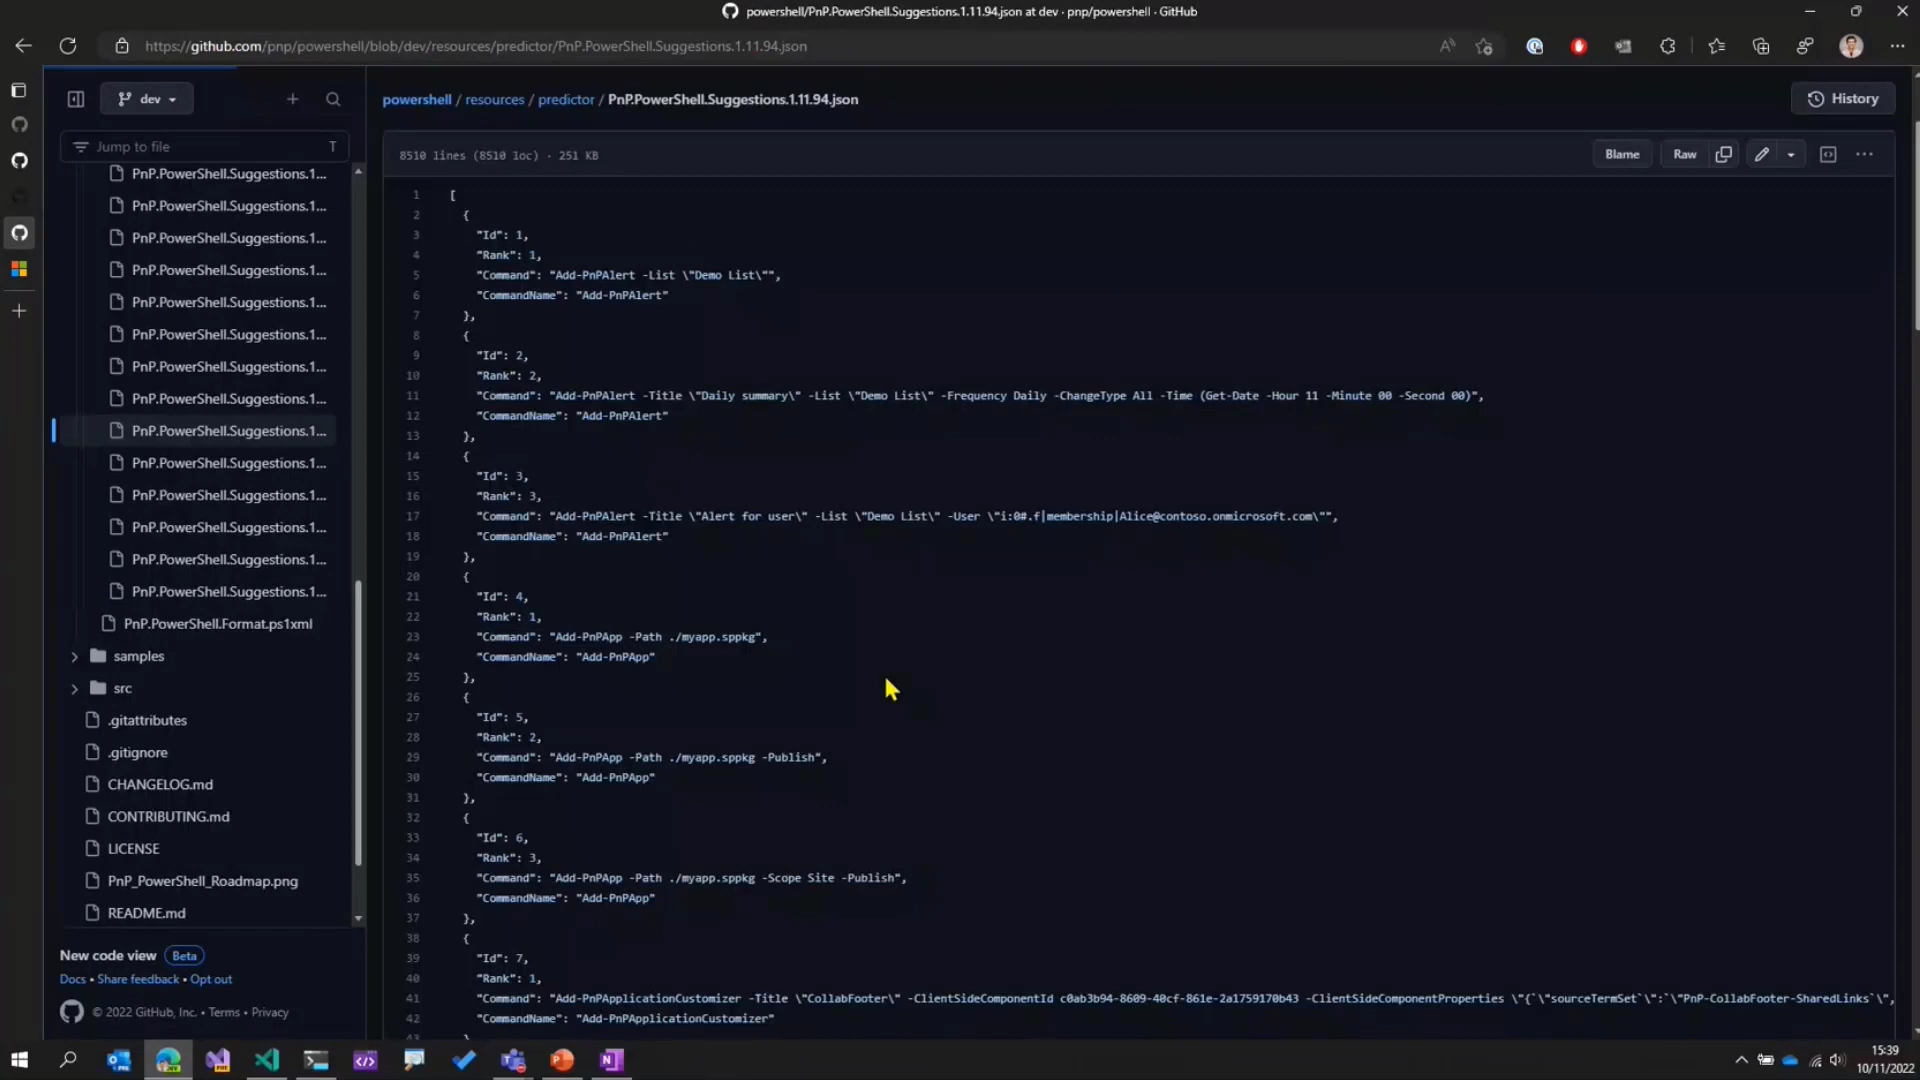 powershell/PnP.PowerShell.Suggestions.1.11.94.json at dev · pnp/powershell · GitHub
https://github.com/pnp/powershell/blob/dev/resources/predictor/PnP.PowerShell.Suggestions.1.11.94.json
dev
powershell / resources / predictor / PnP.PowerShell.Suggestions.1.11.94.json
History
Jump to file
T
8510 lines (8510 loc) · 251 KB
Blame
Raw
PnP.PowerShell.Suggestions.1...
PnP.PowerShell.Suggestions.1...
PnP.PowerShell.Suggestions.1...
PnP.PowerShell.Suggestions.1...
PnP.PowerShell.Suggestions.1...
PnP.PowerShell.Suggestions.1...
PnP.PowerShell.Suggestions.1...
PnP.PowerShell.Suggestions.1...
PnP.PowerShell.Suggestions.1...
PnP.PowerShell.Suggestions.1...
PnP.PowerShell.Suggestions.1...
PnP.PowerShell.Suggestions.1...
PnP.PowerShell.Suggestions.1...
PnP.PowerShell.Suggestions.1...
PnP.PowerShell.Format.ps1xml
samples
src
.gitattributes
.gitignore
CHANGELOG.md
CONTRIBUTING.md
LICENSE
PnP_PowerShell_Roadmap.png
README.md
New code view Beta
Docs • Share feedback • Opt out
© 2022 GitHub, Inc. • Terms • Privacy
1 [
2 {
3 "Id": 1,
4 "Rank": 1,
5 "Command": "Add-PnPAlert -List \"Demo List\"",
6 "CommandName": "Add-PnPAlert"
7 },
8 {
9 "Id": 2,
10 "Rank": 2,
11 "Command": "Add-PnPAlert -Title \"Daily summary\" -List \"Demo List\" -Frequency Daily -ChangeType All -Time (Get-Date -Hour 11 -Minute 00 -Second 00)",
12 "CommandName": "Add-PnPAlert"
13 },
14 {
15 "Id": 3,
16 "Rank": 3,
17 "Command": "Add-PnPAlert -Title \"Alert for user\" -List \"Demo List\" -User \"i:0#.f|membership|Alice@contoso.onmicrosoft.com\"",
18 "CommandName": "Add-PnPAlert"
19 },
20 {
21 "Id": 4,
22 "Rank": 1,
23 "Command": "Add-PnPApp -Path ./myapp.sppkg",
24 "CommandName": "Add-PnPApp"
25 },
26 {
27 "Id": 5,
28 "Rank": 2,
29 "Command": "Add-PnPApp -Path ./myapp.sppkg -Publish",
30 "CommandName": "Add-PnPApp"
31 },
32 {
33 "Id": 6,
34 "Rank": 3,
35 "Command": "Add-PnPApp -Path ./myapp.sppkg -Scope Site -Publish",
36 "CommandName": "Add-PnPApp"
37 },
38 {
39 "Id": 7,
40 "Rank": 1,
41 "Command": "Add-PnPApplicationCustomizer -Title \"CollabFooter\" -ClientSideComponentId c0ab3b94-8609-40cf-861e-2a1759170b43 -ClientSideComponentProperties \"{`\"sourceTermSet`\":`\"PnP-CollabFooter-SharedLinks`\",
42 "CommandName": "Add-PnPApplicationCustomizer"
15:39
10/11/2022